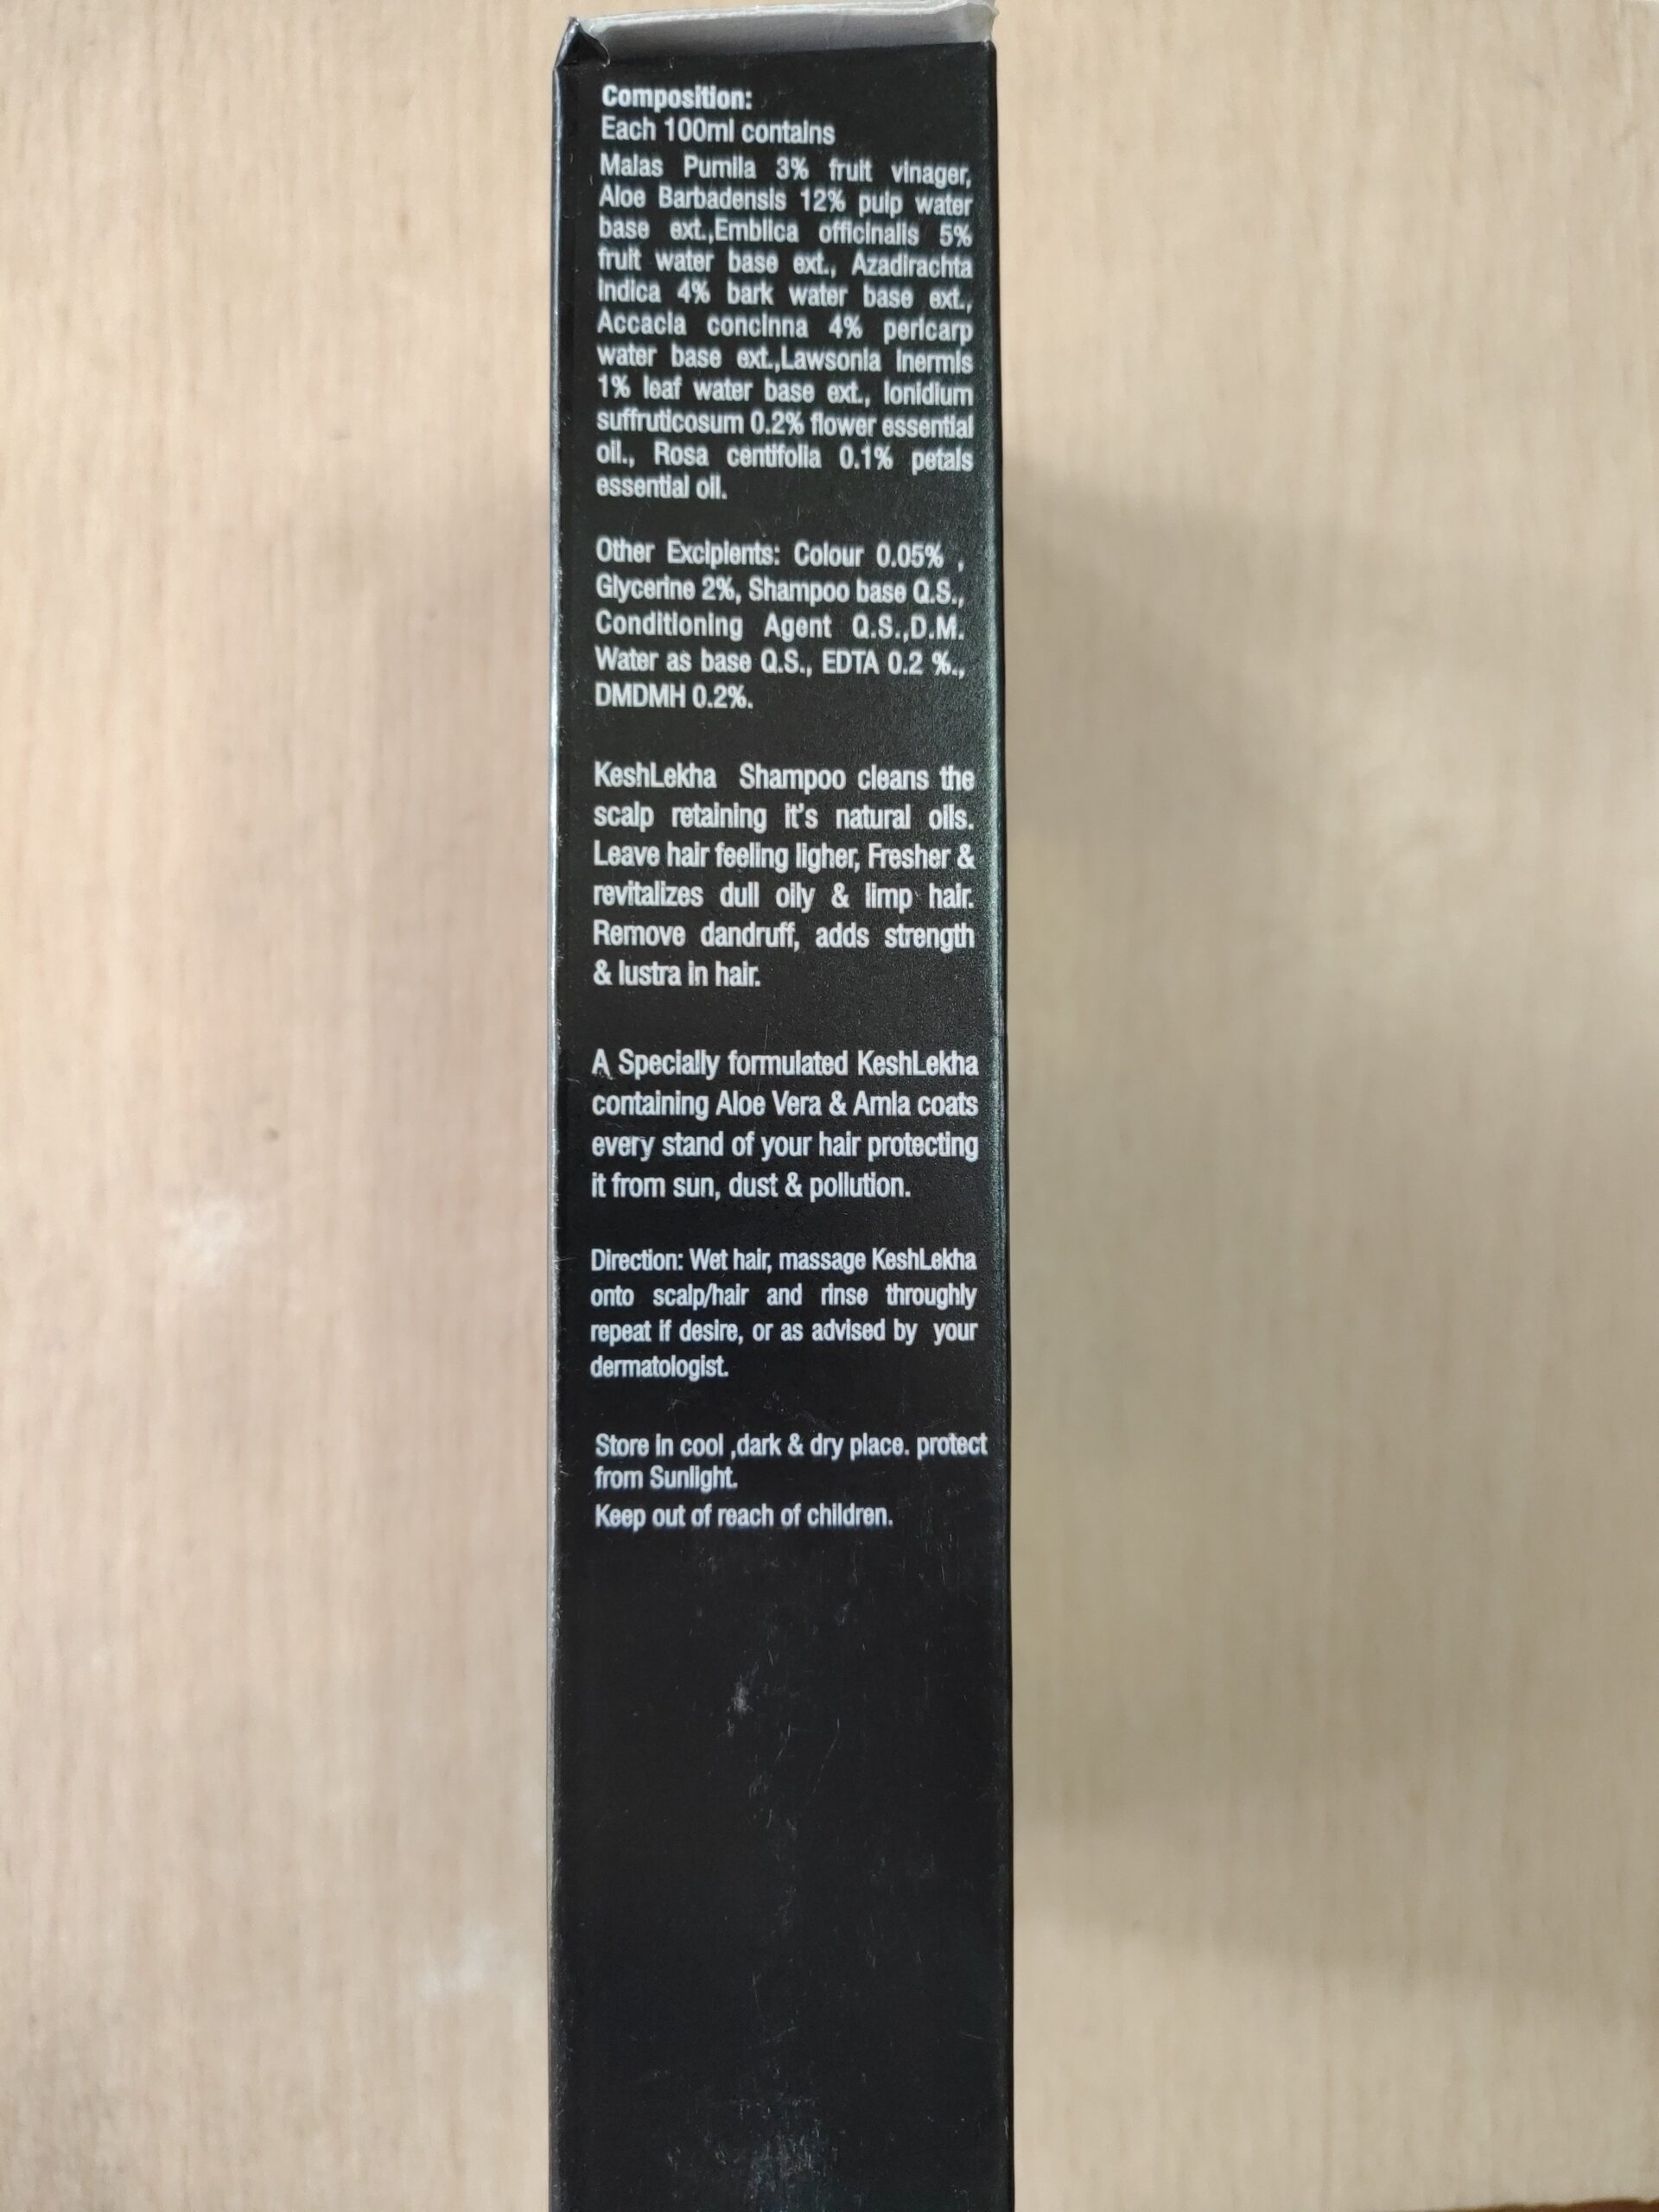 Composition:
Each 100ml contains
Malas Pumila 3% fruit vinager,
Aloe Barbadensis 12% pulp water
base ext.,Emblica officinalis 5%
fruit water base ext., Azadirachta
Indica 4% bark water base ext.,
Accacia concinna 4% pericarp
water base ext.,Lawsonia Inermis
1% leaf water base ext., Ionidium
suffruticosum 0.2% flower essential
oil., Rosa centifolia 0.1% petals
essential oil.
Other Excipients: Colour 0.05% ,
Glycerine 2%, Shampoo base Q.S.,
Conditioning Agent Q.S.,D.M.
Water as base Q.S., EDTA 0.2 %.,
DMDMH 0.2%.
KeshLekha Shampoo cleans the
scalp retaining it's natural oils.
Leave hair feeling ligher, Fresher &
revitalizes dull oily & limp hair.
Remove dandruff, adds strength
& lustra in hair.
A Specially formulated KeshLekha
containing Aloe Vera & Amla coats
every stand of your hair protecting
it from sun, dust & pollution.
Direction: Wet hair, massage KeshLekha
onto scalp/hair and rinse throughly
repeat if desire, or as advised by your
dermatologist.
Store in cool ,dark & dry place. protect
from Sunlight.
Keep out of reach of children.